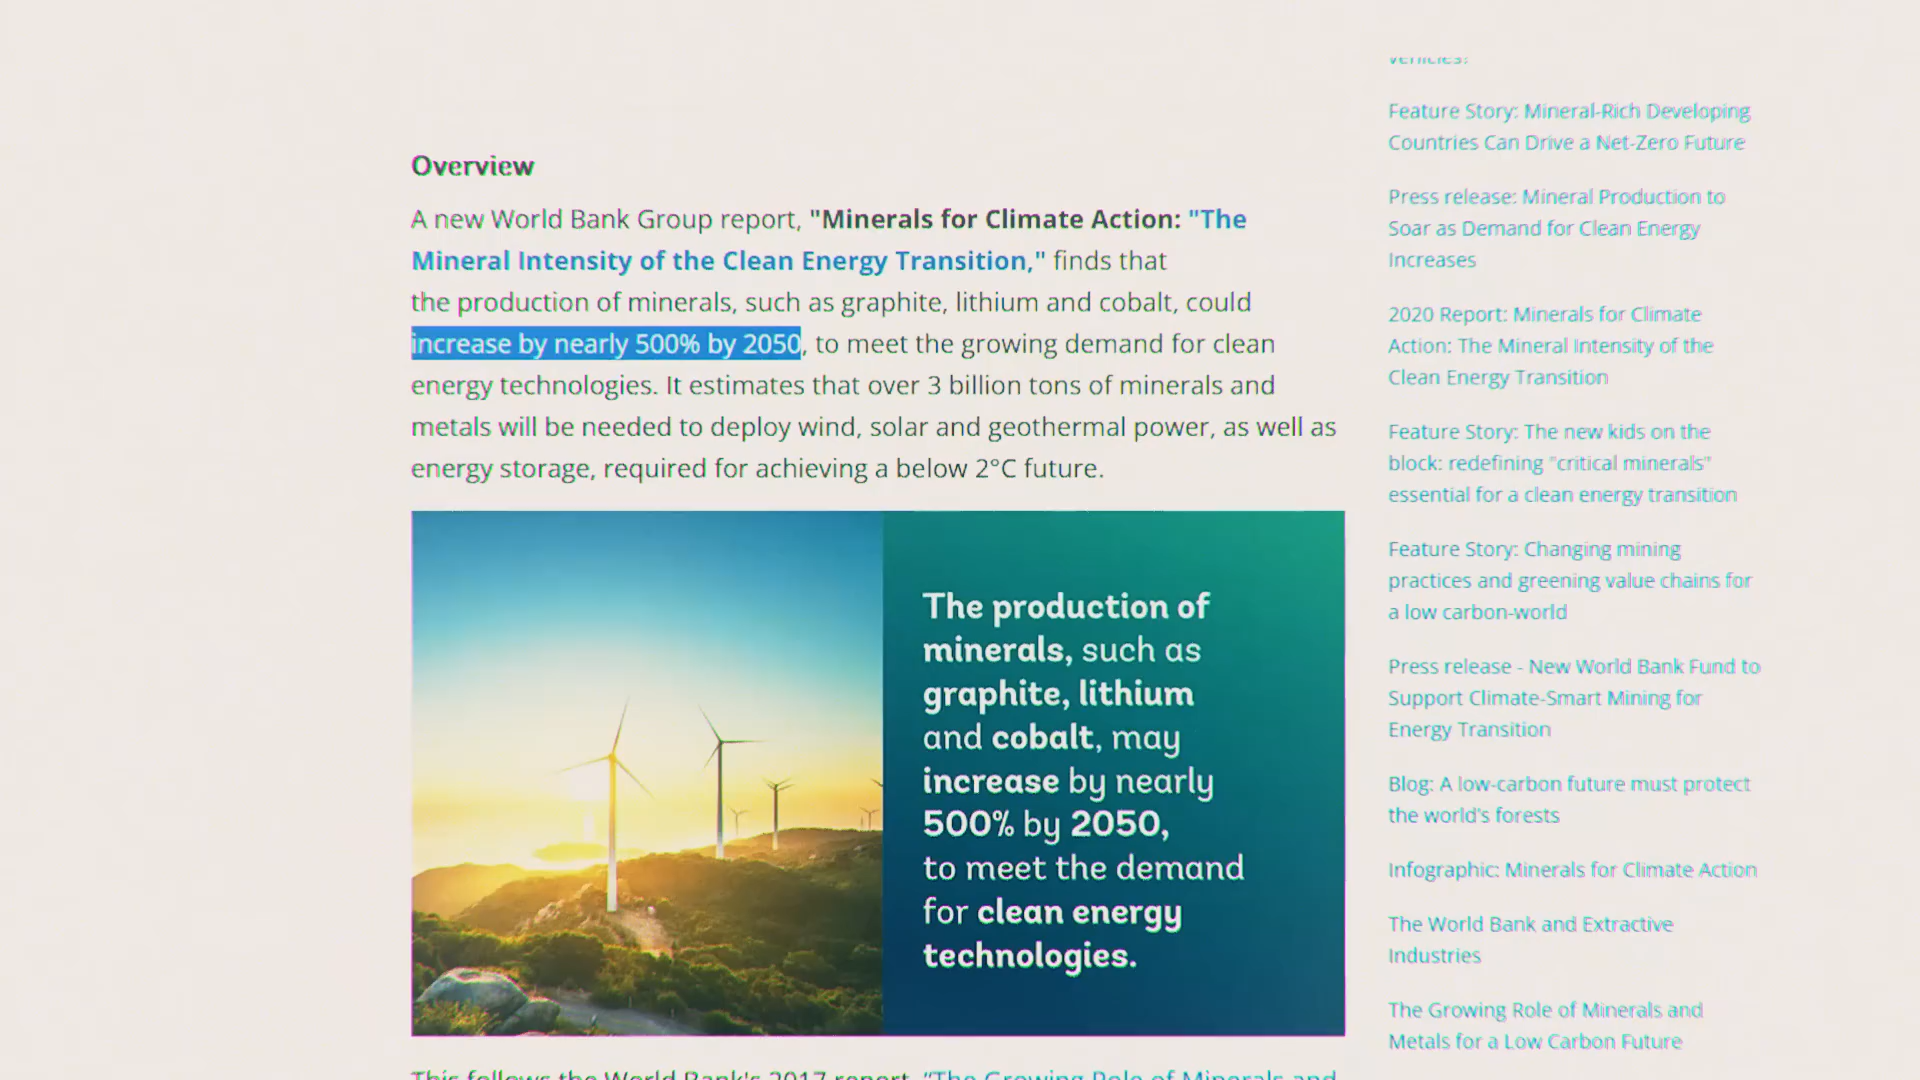 Overview
A new World Bank Group report, "Minerals for Climate Action: "The
Mineral Intensity of the Clean Energy Transition," finds that
the production of minerals, such as graphite, lithium and cobalt, could
increase by nearly 500% by 2050, to meet the growing demand for clean
energy technologies. It estimates that over 3 billion tons of minerals and
metals will be needed to deploy wind, solar and geothermal power, as well as
energy storage, required for achieving a below 2°C future.
The production of
minerals, such as
graphite, lithium
and cobalt, may
increase by nearly
500% by 2050,
to meet the demand
for clean energy
technologies.
This follows the World Bank's 2017 report, "The Growing Role of Minerals and
vehicles?
Feature Story: Mineral-Rich Developing
Countries Can Drive a Net-Zero Future
Press release: Mineral Production to
Soar as Demand for Clean Energy
Increases
2020 Report: Minerals for Climate
Action: The Mineral Intensity of the
Clean Energy Transition
Feature Story: The new kids on the
block: redefining "critical minerals"
essential for a clean energy transition
Feature Story: Changing mining
practices and greening value chains for
a low carbon-world
Press release - New World Bank Fund to
Support Climate-Smart Mining for
Energy Transition
Blog: A low-carbon future must protect
the world's forests
Infographic: Minerals for Climate Action
The World Bank and Extractive
Industries
The Growing Role of Minerals and
Metals for a Low Carbon Future